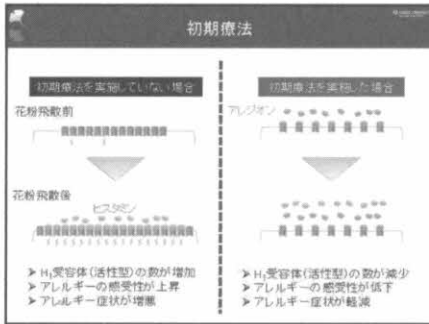 初期療法
初期療法を実施していない場合
花粉飛散前
花粉飛散後
ヒスタミン
➤ H₁受容体(活性型)の数が増加
➤ アレルギーの感受性が上昇
➤ アレルギー症状が増悪
初期療法を実施した場合
アレジオン
➤ H₁受容体(活性型)の数が減少
➤ アレルギーの感受性が低下
➤ アレルギー症状が軽減